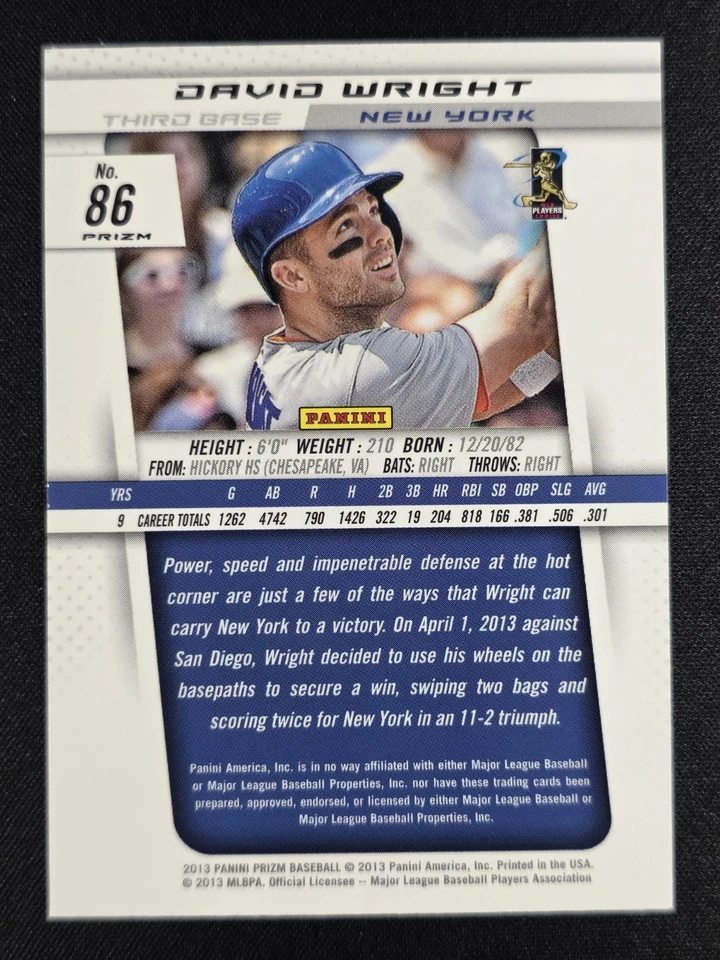 DAVID WRIGHT
THIRD BASE NEW YORK
No.
86
PRIZM
PLAYERS
PANINI
HEIGHT : 6'0" WEIGHT : 210 BORN : 12/20/82
FROM: HICKORY HS (CHESAPEAKE, VA) BATS: RIGHT THROWS: RIGHT
YRS G AB R H 2B 3B HR RBI SB OBP SLG AVG
9 CAREER TOTALS 1262 4742 790 1426 322 19 204 818 166 .381 .506 .301
Power, speed and impenetrable defense at the hot
corner are just a few of the ways that Wright can
carry New York to a victory. On April 1, 2013 against
San Diego, Wright decided to use his wheels on the
basepaths to secure a win, swiping two bags and
scoring twice for New York in an 11-2 triumph.
Panini America, Inc. is in no way affiliated with either Major League Baseball
or Major League Baseball Properties, Inc. nor have these trading cards been
prepared, approved, endorsed, or licensed by either Major League Baseball or
Major League Baseball Properties, Inc.
2013 PANINI PRIZM BASEBALL © 2013 Panini America, Inc. Printed in the USA.
© 2013 MLBPA. Official Licensee -- Major League Baseball Players Association